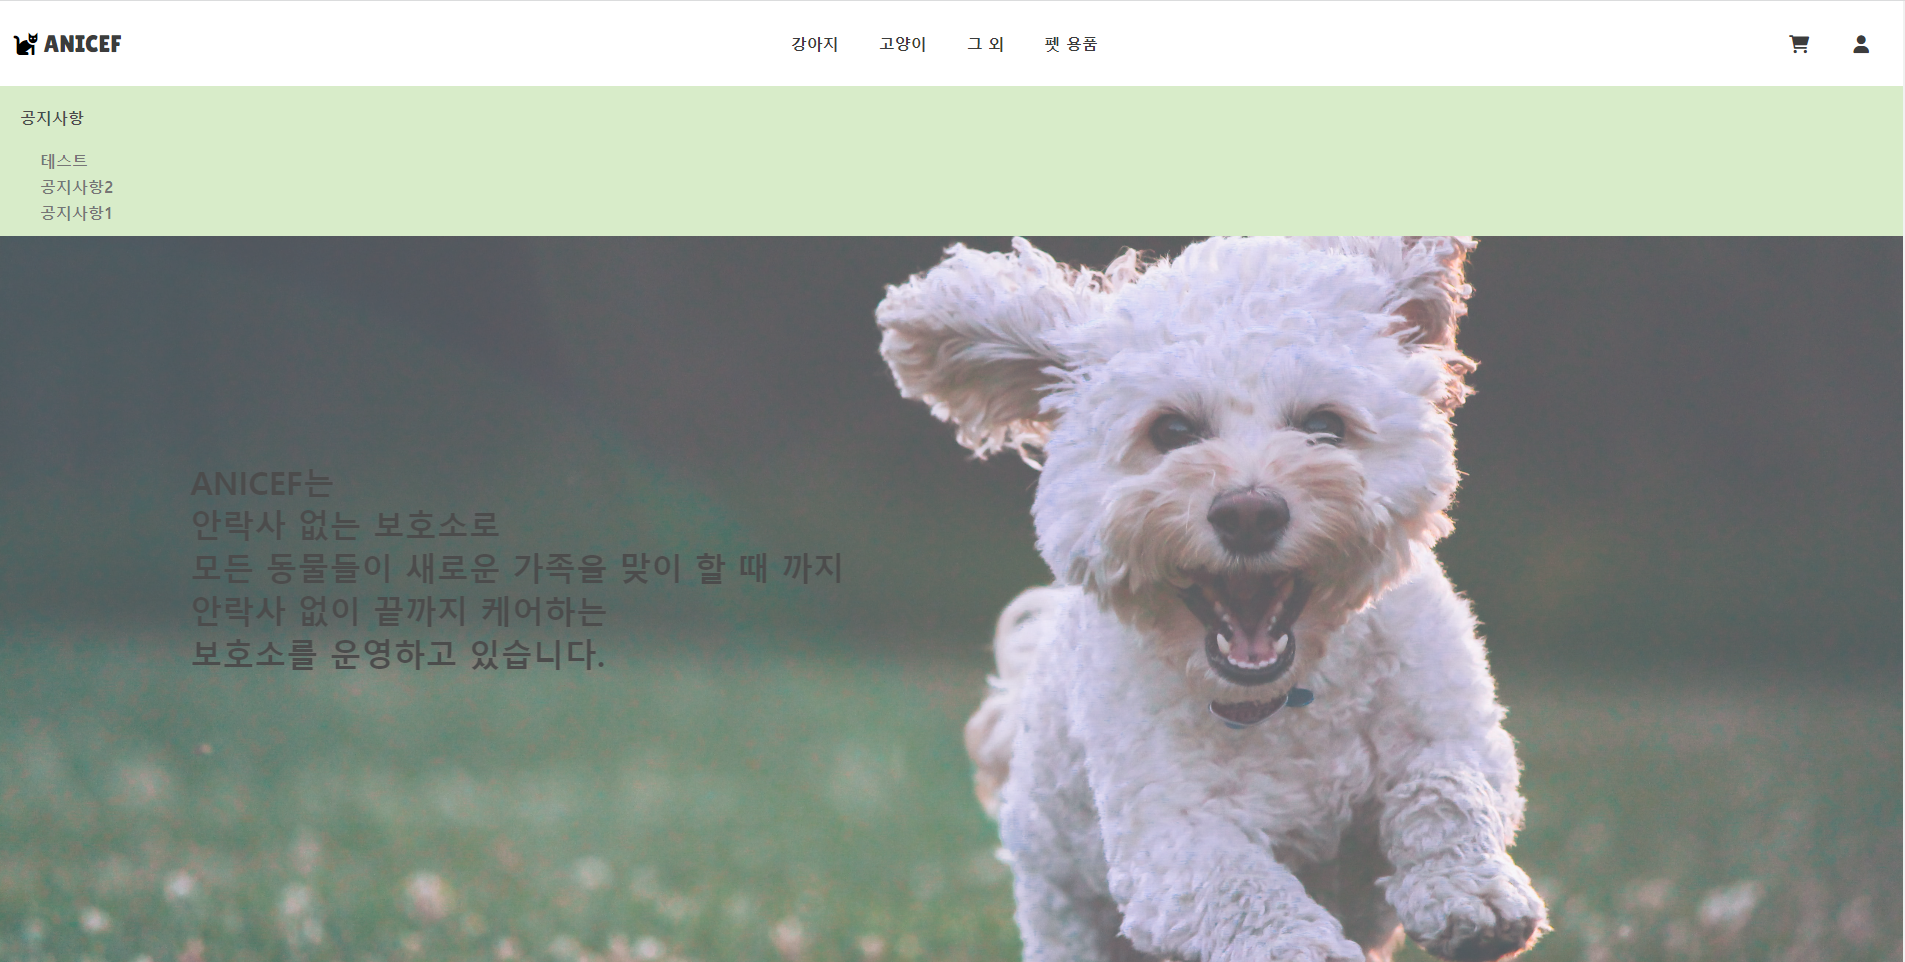 ANICEF
강아지 고양이 그 외 펫 용품
공지사항
테스트
공지사항2
공지사항1
ANICEF는
안락사 없는 보호소로
모든 동물들이 새로운 가족을 맞이 할 때 까지
안락사 없이 끝까지 케어하는
보호소를 운영하고 있습니다.